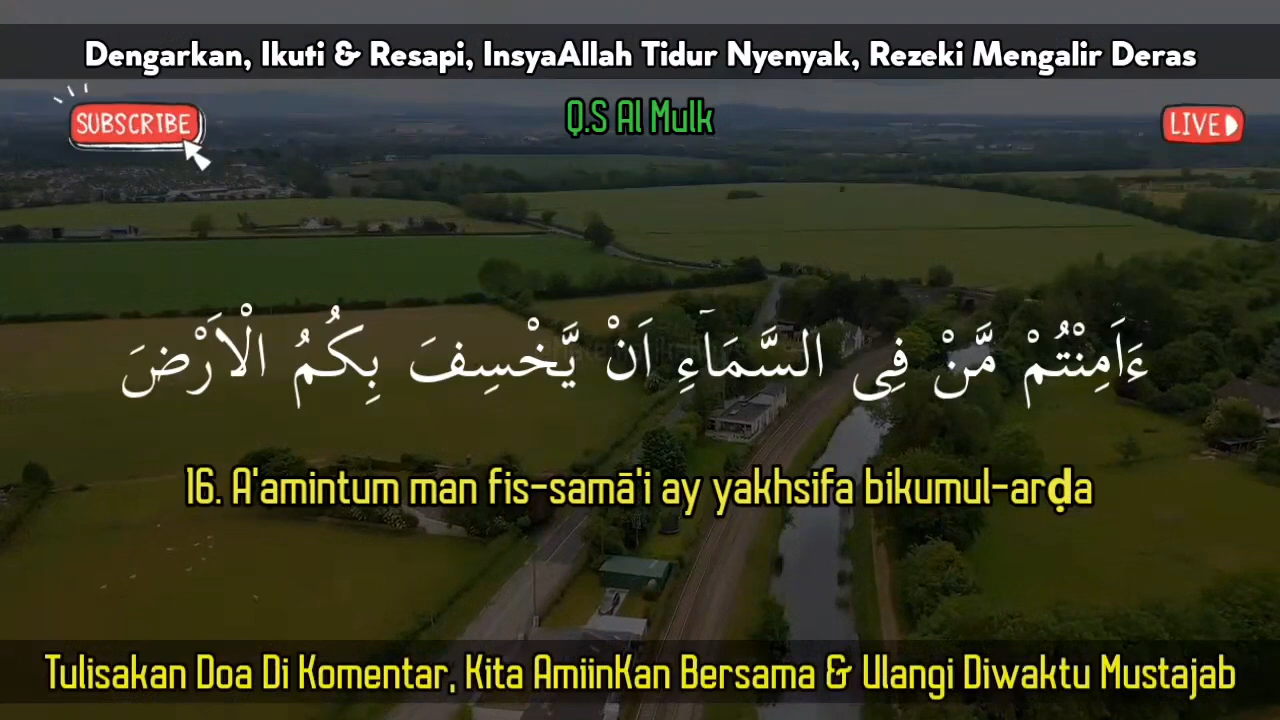 Dengarkan, Ikuti & Resapi, InsyaAllah Tidur Nyenyak, Rezeki Mengalir Deras
SUBSCRIBE
Q.S Al Mulk
LIVE
ءَاَمِنْتُمْ مَّنْ فِى السَّمَاۤءِ اَنْ يَّخْسِفَ بِكُمُ الْاَرْضَ
16. A'amintum man fis-samā'i ay yakhsifa bikumul-arḍa
Tulisakan Doa Di Komentar, Kita AmiinKan Bersama & Ulangi Diwaktu Mustajab